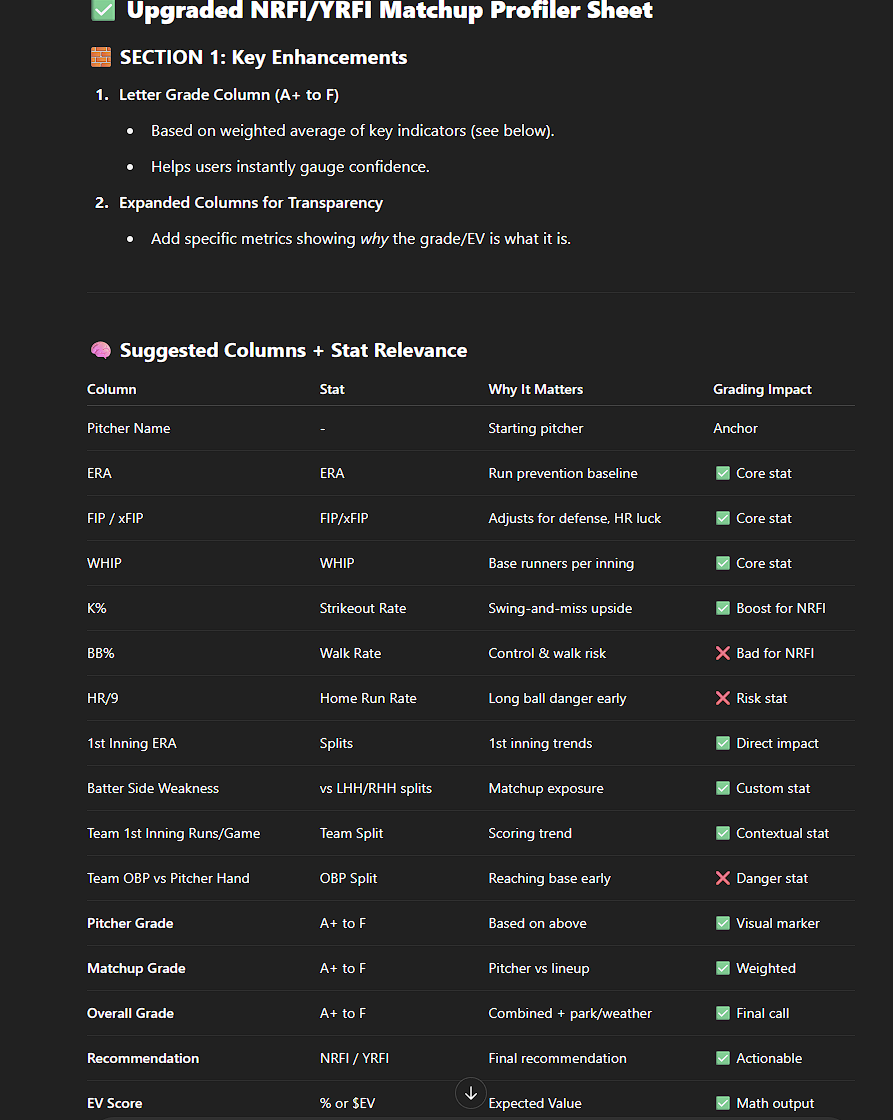 ✅ Upgraded NRFI/YRFI Matchup Profiler Sheet
🧱 SECTION 1: Key Enhancements
1. Letter Grade Column (A+ to F)
• Based on weighted average of key indicators (see below).
• Helps users instantly gauge confidence.
2. Expanded Columns for Transparency
• Add specific metrics showing why the grade/EV is what it is.
🧠 Suggested Columns + Stat Relevance
Column Stat Why It Matters Grading Impact
Pitcher Name - Starting pitcher Anchor
ERA ERA Run prevention baseline ✅ Core stat
FIP / xFIP FIP/xFIP Adjusts for defense, HR luck ✅ Core stat
WHIP WHIP Base runners per inning ✅ Core stat
K% Strikeout Rate Swing-and-miss upside ✅ Boost for NRFI
BB% Walk Rate Control & walk risk ❌ Bad for NRFI
HR/9 Home Run Rate Long ball danger early ❌ Risk stat
1st Inning ERA Splits 1st inning trends ✅ Direct impact
Batter Side Weakness vs LHH/RHH splits Matchup exposure ✅ Custom stat
Team 1st Inning Runs/Game Team Split Scoring trend ✅ Contextual stat
Team OBP vs Pitcher Hand OBP Split Reaching base early ❌ Danger stat
Pitcher Grade A+ to F Based on above ✅ Visual marker
Matchup Grade A+ to F Pitcher vs lineup ✅ Weighted
Overall Grade A+ to F Combined + park/weather ✅ Final call
Recommendation NRFI / YRFI Final recommendation ✅ Actionable
EV Score % or $EV Expected Value ✅ Math output